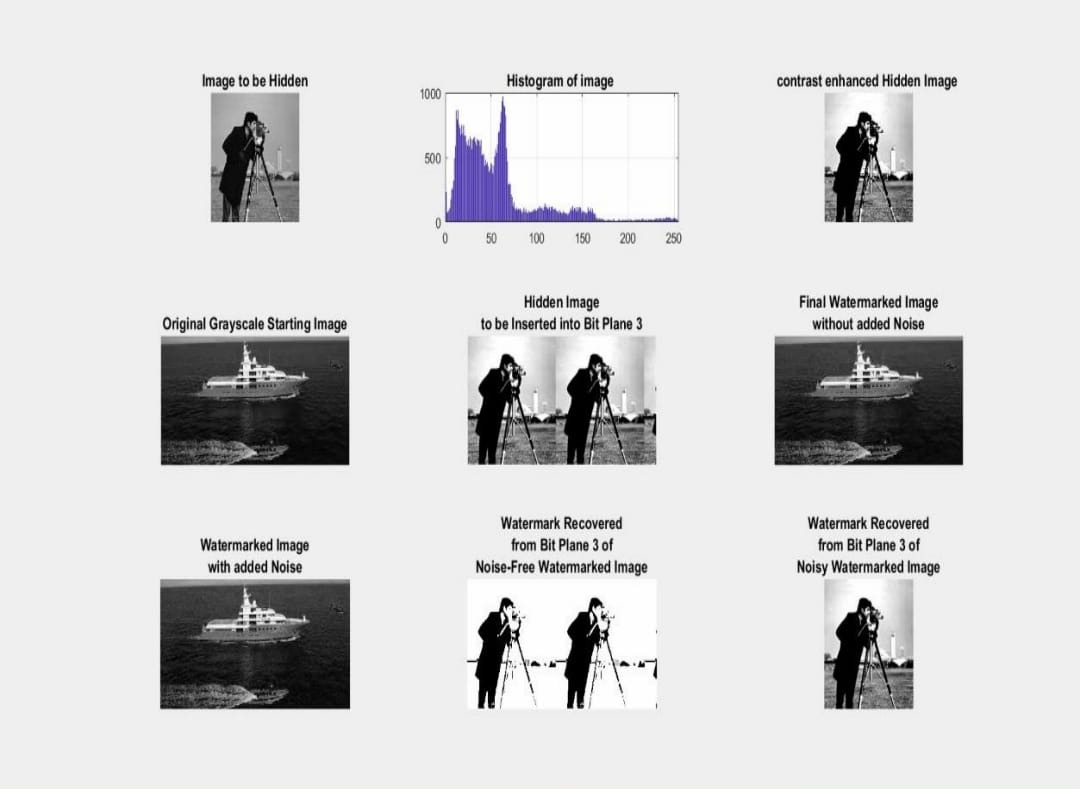 Image to be Hidden
Histogram of image
contrast enhanced Hidden Image
1000
500
0
0 50 100 150 200 250
Original Grayscale Starting Image
Hidden Image
to be Inserted into Bit Plane 3
Final Watermarked Image
without added Noise
Watermarked Image
with added Noise
Watermark Recovered
from Bit Plane 3 of
Noise-Free Watermarked Image
Watermark Recovered
from Bit Plane 3 of
Noisy Watermarked Image